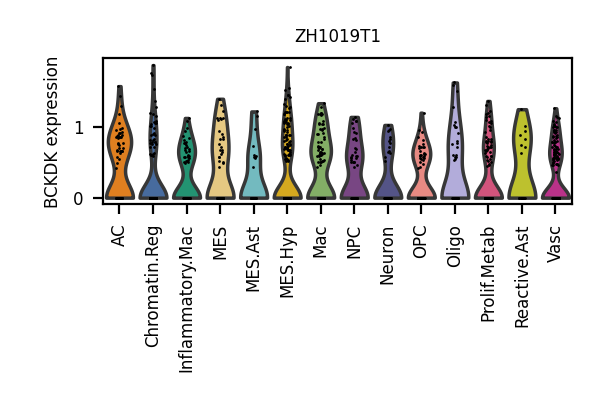 ZH1019T1
BCKDK expression
1
0
AC
Chromatin.Reg
Inflammatory.Mac
MES
MES.Ast
MES.Hyp
Mac
NPC
Neuron
OPC
Oligo
Prolif.Metab
Reactive.Ast
Vasc